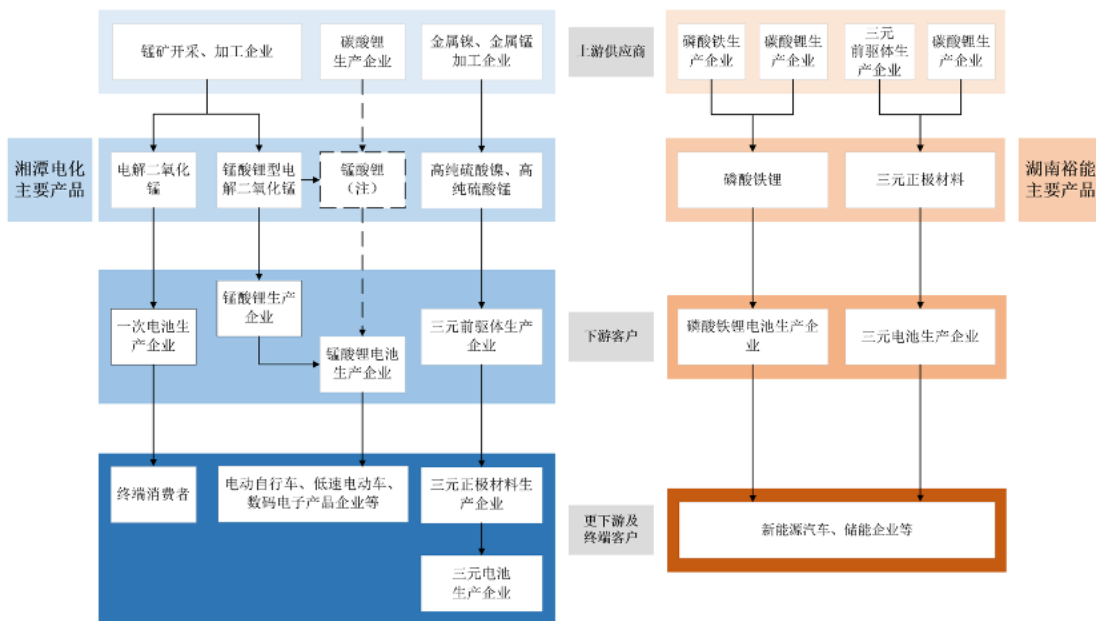 锰矿开采、加工企业
碳酸锂
生产企业
金属镍、金属锰
加工企业
上游供应商
磷酸铁生
产企业
碳酸锂生
产企业
三元
前驱体生
产企业
碳酸锂生
产企业
湘潭电化
主要产品
电解二氧化
锰
锰酸锂型电
解二氧化锰
锰酸锂
（注）
高纯硫酸镍、高
纯硫酸锰
磷酸铁锂
三元正极材料
湖南裕能
主要产品
一次电池生
产企业
锰酸锂生产
企业
锰酸锂电池
生产企业
三元前驱体生产
企业
下游客户
磷酸铁锂电池生产企
业
三元电池生产企业
终端消费者
电动自行车、低速电动车、
数码电子产品企业等
三元正极材料生
产企业
三元电池
生产企业
更下游及
终端客户
新能源汽车、储能企业等